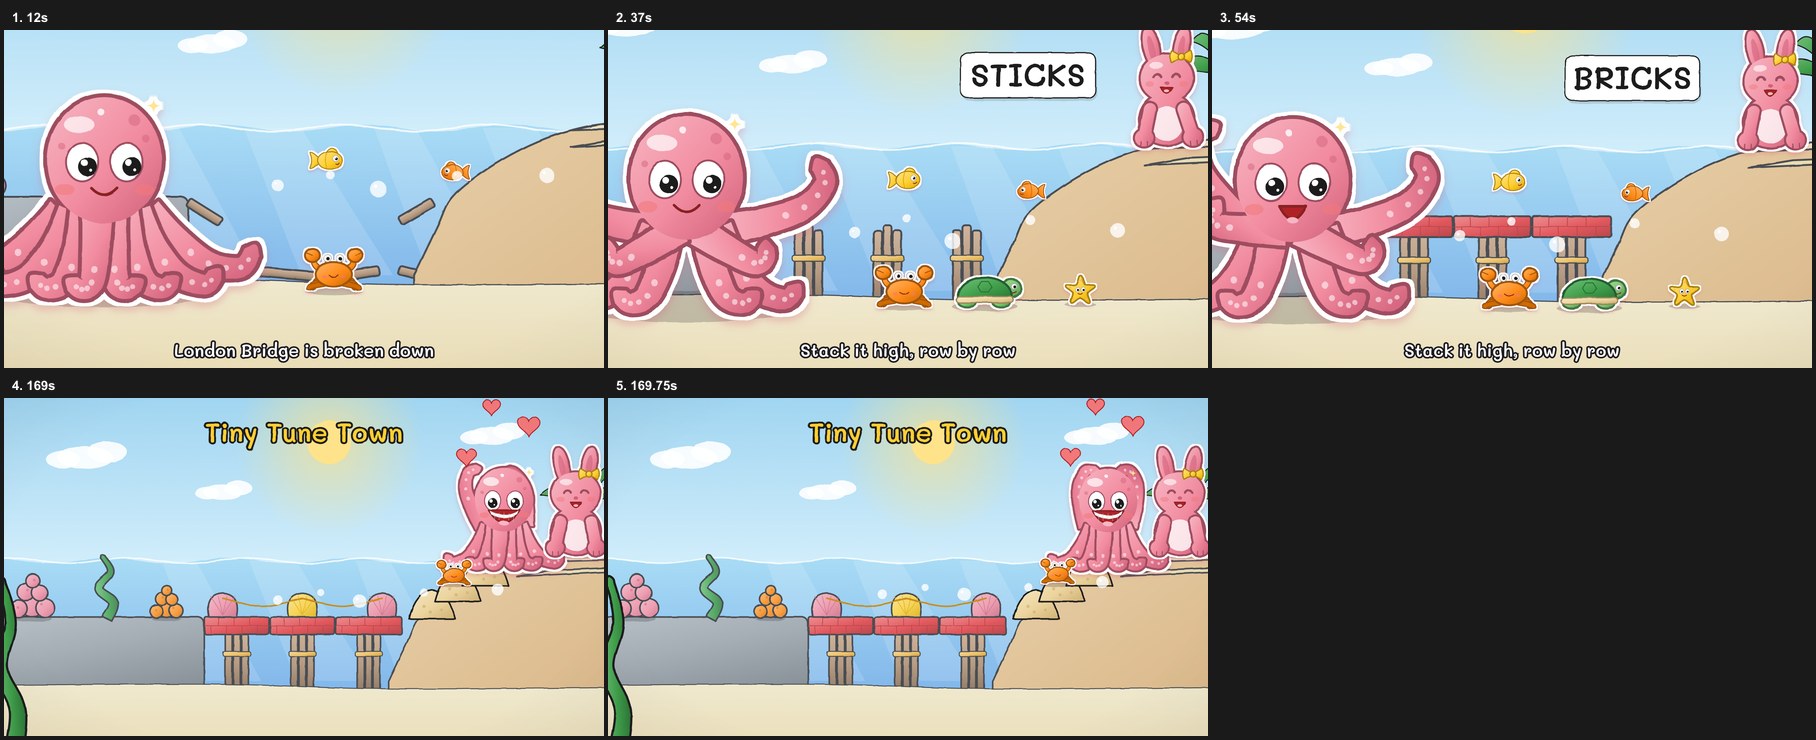 1. 12s
2. 37s
3. 54s
STICKS
BRICKS
London Bridge is broken down
Stack it high, row by row
Stack it high, row by row
4. 169s
5. 169.75s
Tiny Tune Town
Tiny Tune Town